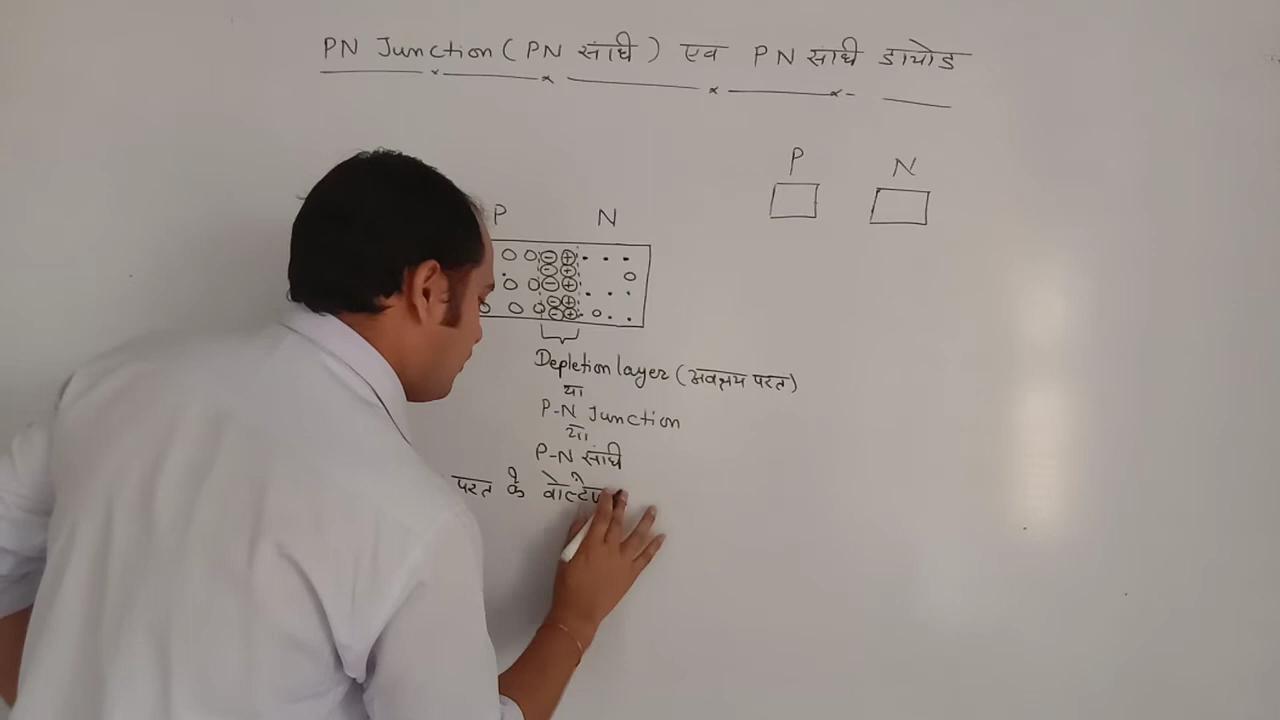 PN Junction (PN संधी) एव PN संधी डायोड
P N
P N
Depletion layer (अवक्षय परत)
या
P-N Junction
या
P-N संधी
परत के